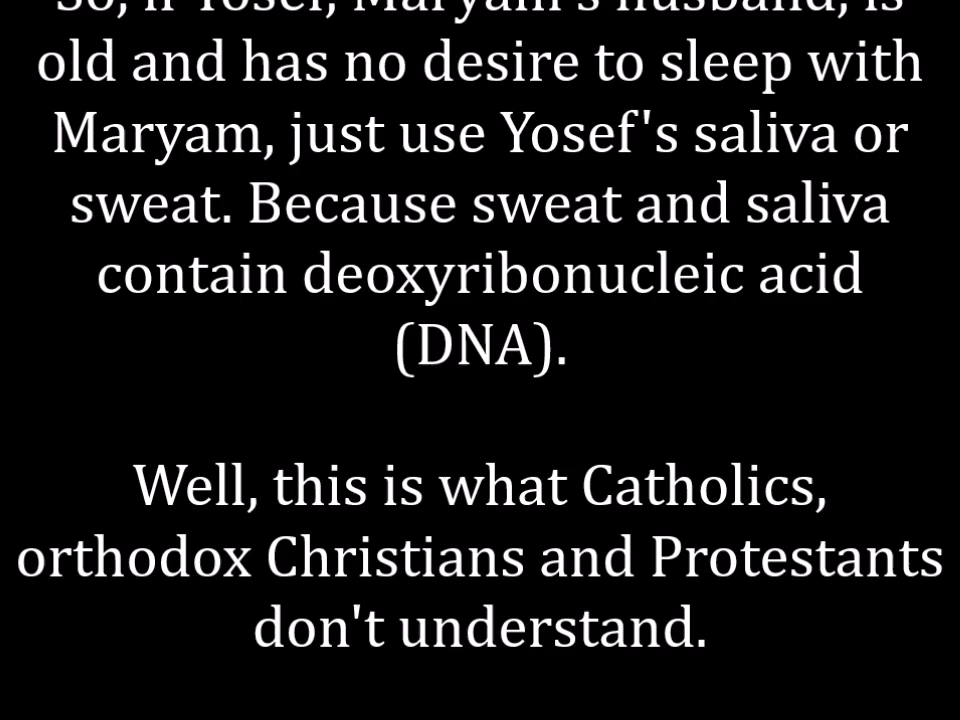 So, if Yosef, Maryam's husband, is
old and has no desire to sleep with
Maryam, just use Yosef's saliva or
sweat. Because sweat and saliva
contain deoxyribonucleic acid
(DNA).
Well, this is what Catholics,
orthodox Christians and Protestants
don't understand.